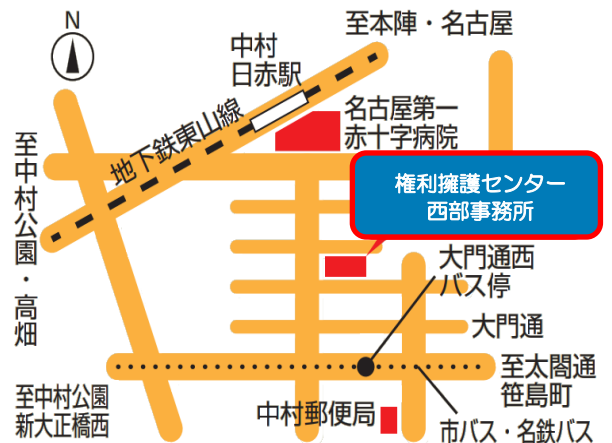 N
至本陣・名古屋
中村
日赤駅
地下鉄東山線
名古屋第一
赤十字病院
至中村公園・高畑
権利擁護センター
西部事務所
大門通西
バス停
大門通
至太閤通
笹島町
至中村公園
新大正橋西
中村郵便局
市バス・名鉄バス